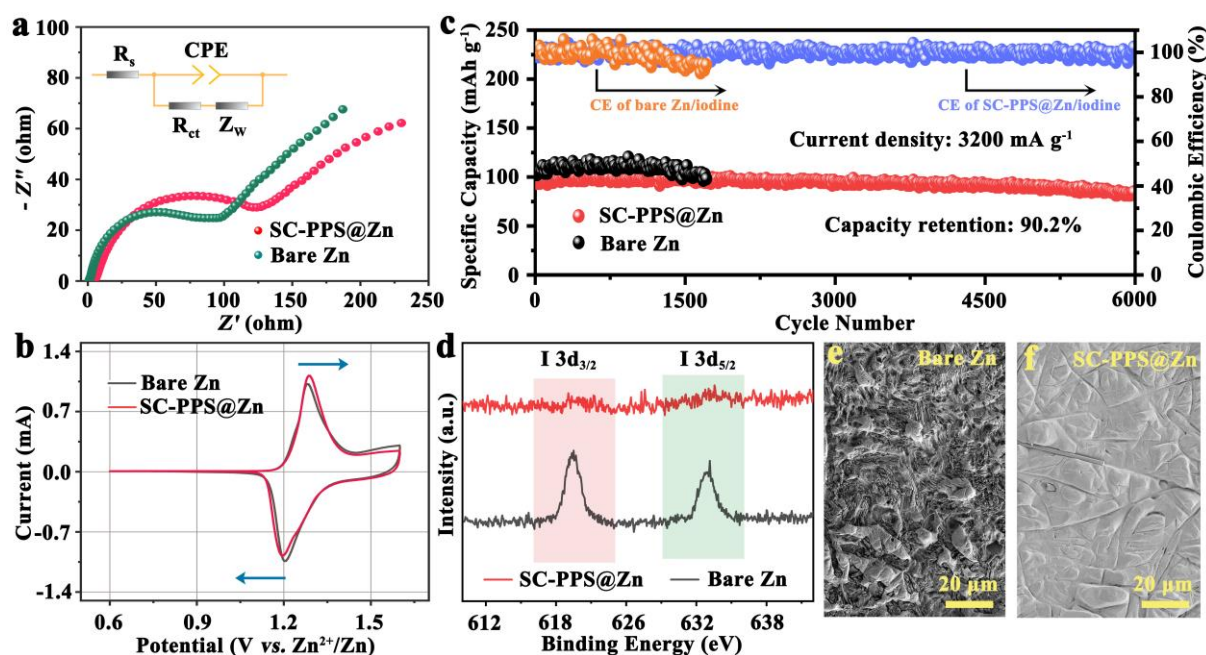 a
- Z″ (ohm)
100
80
60
40
20
0
0 50 100 150 200 250
Z′ (ohm)
Rs
CPE
Rct
ZW
SC-PPS@Zn
Bare Zn
c
Specific Capacity (mAh g⁻¹)
250
225
100
75
50
25
0
100
80
60
40
20
0
Coulombic Efficiency (%)
CE of bare Zn/iodine
CE of SC-PPS@Zn/iodine
Current density: 3200 mA g⁻¹
SC-PPS@Zn
Bare Zn
Capacity retention: 90.2%
0 1500 3000 4500 6000
Cycle Number
b
Current (mA)
1.4
0.7
0.0
-0.7
-1.4
Bare Zn
SC-PPS@Zn
0.6 0.9 1.2 1.5
Potential (V vs. Zn²⁺/Zn)
d
Intensity (a.u.)
I 3d3/2
I 3d5/2
SC-PPS@Zn
Bare Zn
612 618 626 632 638
Binding Energy (eV)
e
Bare Zn
20 μm
f
SC-PPS@Zn
20 μm